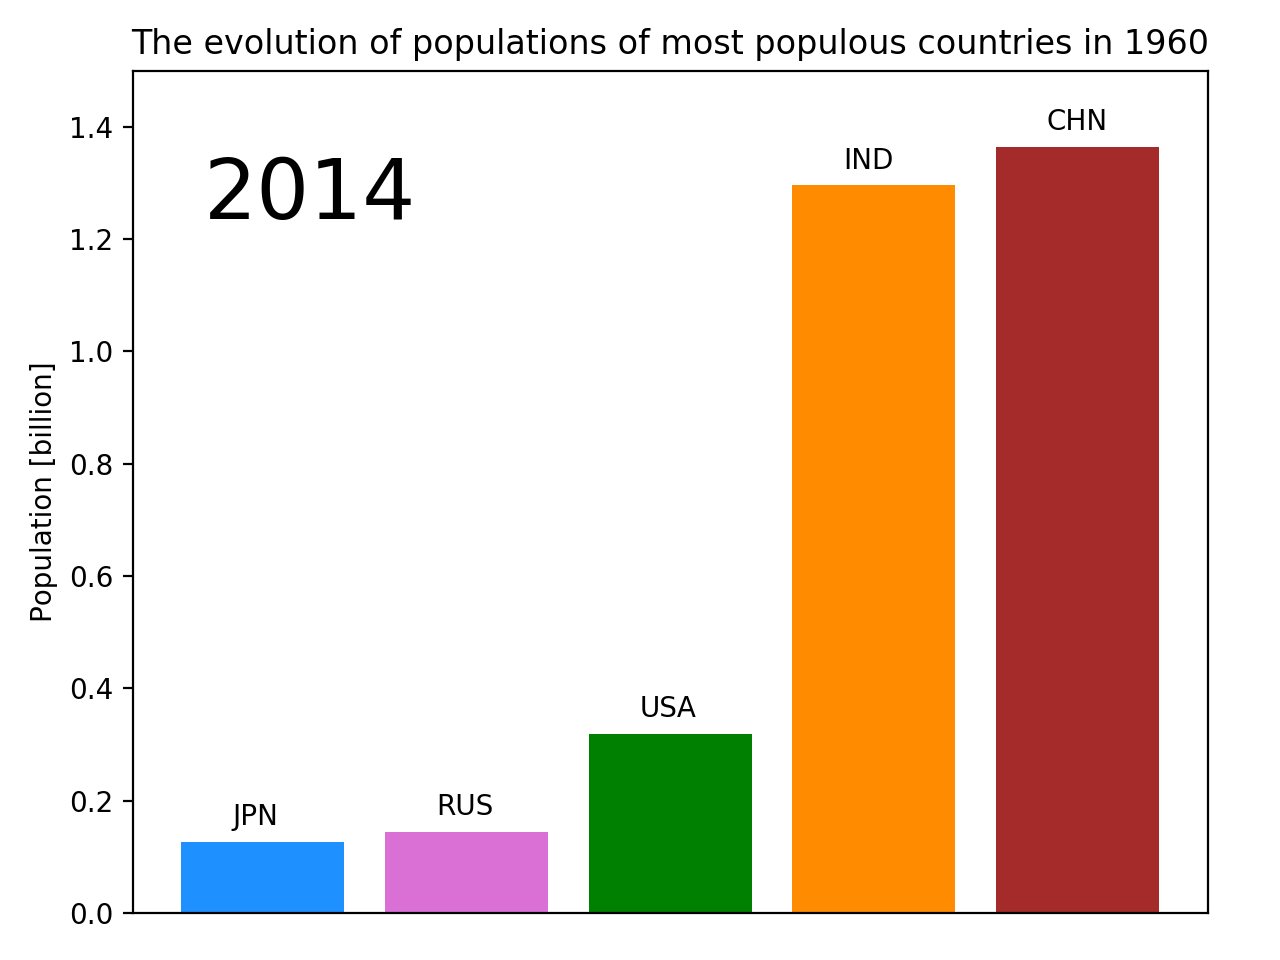 The evolution of populations of most populous countries in 1960
2014
CHN
IND
USA
RUS
JPN
Population [billion]
1.4
1.2
1.0
0.8
0.6
0.4
0.2
0.0